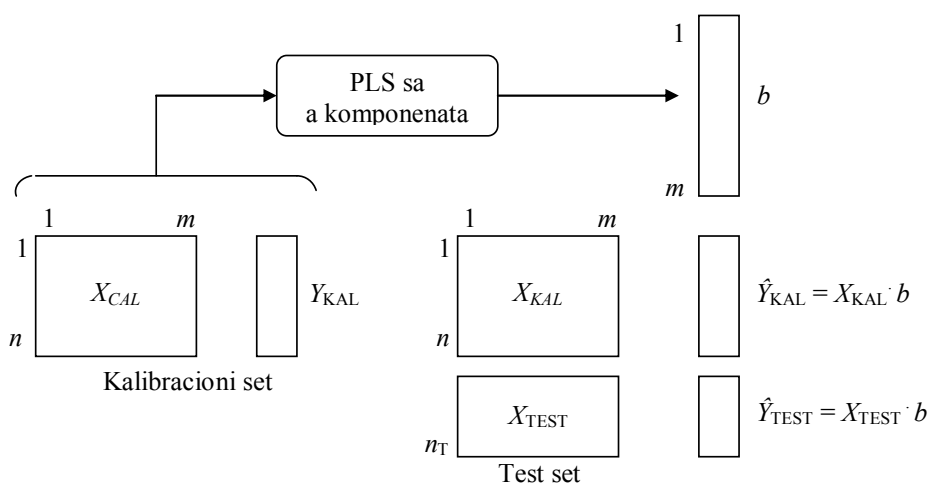 1
PLS sa
a komponenata
b
m
1 m
1
X_CAL
Y_KAL
n
Kalibracioni set
1 m
1
X_KAL
n
Ŷ_KAL = X_KAL · b
X_TEST
n_T
Ŷ_TEST = X_TEST · b
Test set